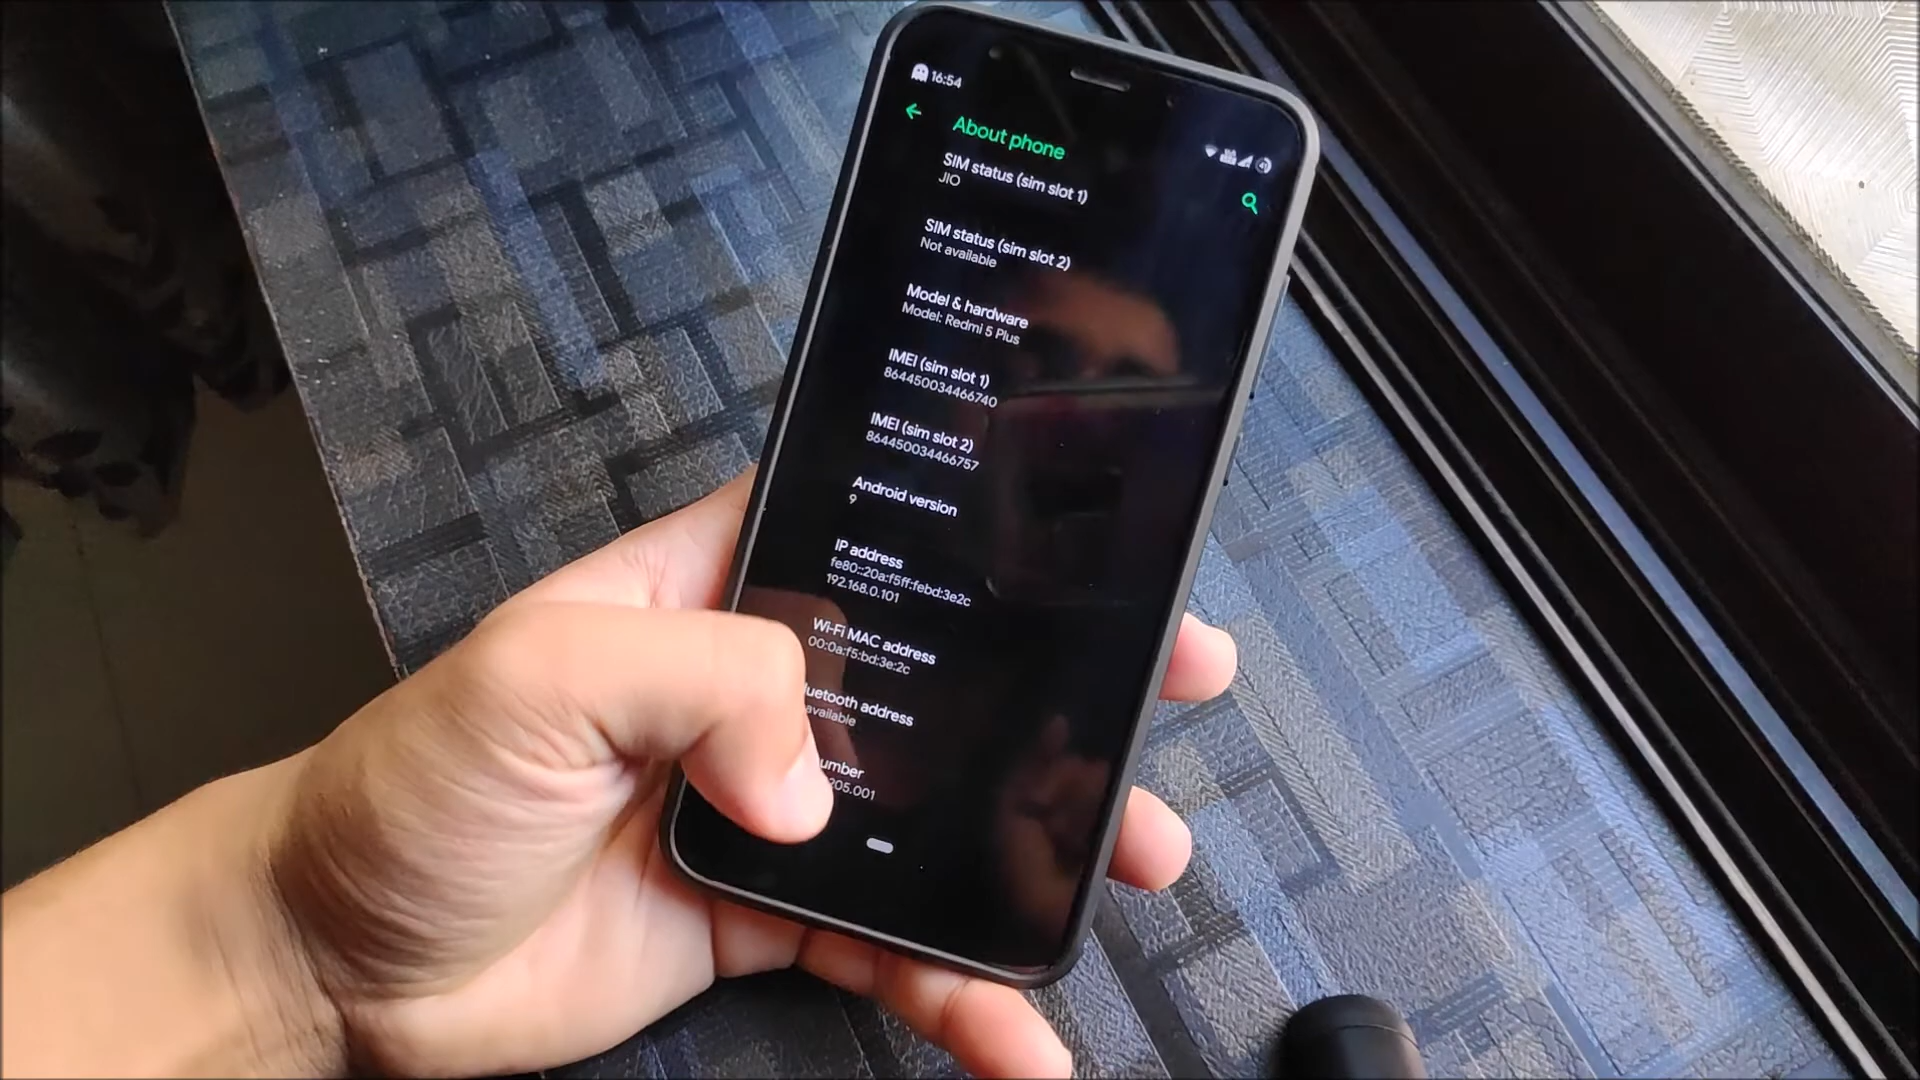 16:54
About phone
SIM status (sim slot 1)
JIO
SIM status (sim slot 2)
Not available
Model & hardware
Model: Redmi 5 Plus
IMEI (sim slot 1)
864450034466740
IMEI (sim slot 2)
864450034466757
Android version
9
IP address
fe80::20a:f5ff:febd:3e2c
192.168.0.101
Wi-Fi MAC address
00:0a:f5:bd:3e:2c
luetooth address
available
umber
205.001